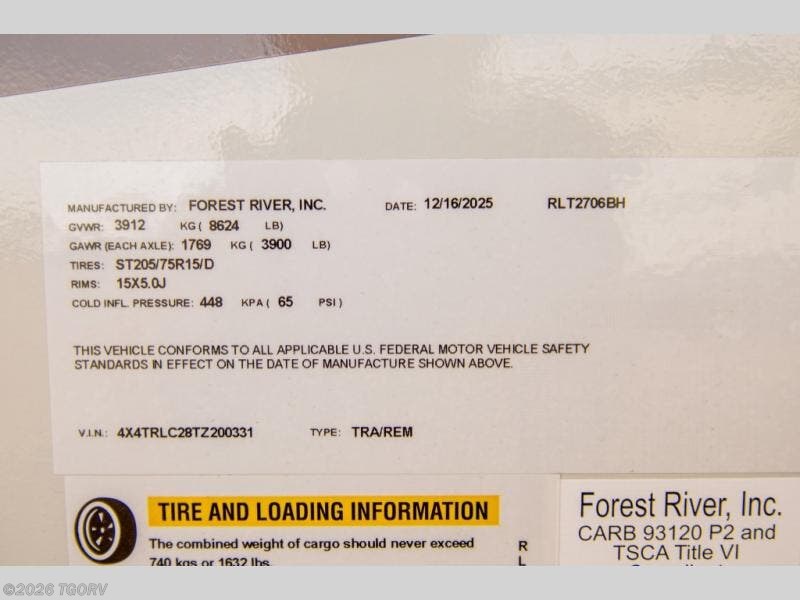 MANUFACTURED BY: FOREST RIVER, INC. DATE: 12/16/2025 RLT2706BH
GVWR: 3912 KG ( 8624 LB)
GAWR (EACH AXLE): 1769 KG ( 3900 LB)
TIRES: ST205/75R15/D
RIMS: 15X5.0J
COLD INFL. PRESSURE: 448 KPA ( 65 PSI )
THIS VEHICLE CONFORMS TO ALL APPLICABLE U.S. FEDERAL MOTOR VEHICLE SAFETY
STANDARDS IN EFFECT ON THE DATE OF MANUFACTURE SHOWN ABOVE.
V.I.N.: 4X4TRLC28TZ200331 TYPE: TRA/REM
TIRE AND LOADING INFORMATION
The combined weight of cargo should never exceed
740 kgs or 1632 lbs.
R
L
Forest River, Inc.
CARB 93120 P2 and
TSCA Title VI
©2026 TGORV